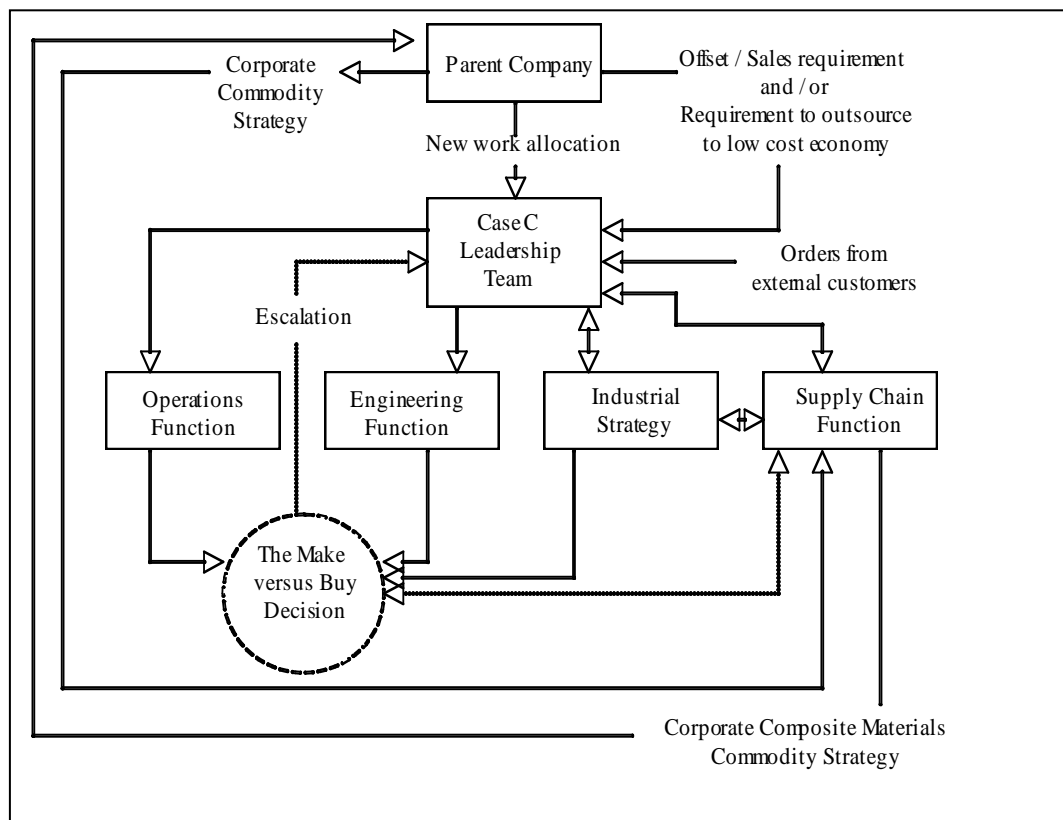 Parent Company
Corporate
Commodity
Strategy
Offset / Sales requirement
and / or
Requirement to outsource
to low cost economy
New work allocation
Case C
Leadership
Team
Orders from
external customers
Escalation
Operations
Function
Engineering
Function
Industrial
Strategy
Supply Chain
Function
The Make
versus Buy
Decision
Corporate Composite Materials
Commodity Strategy